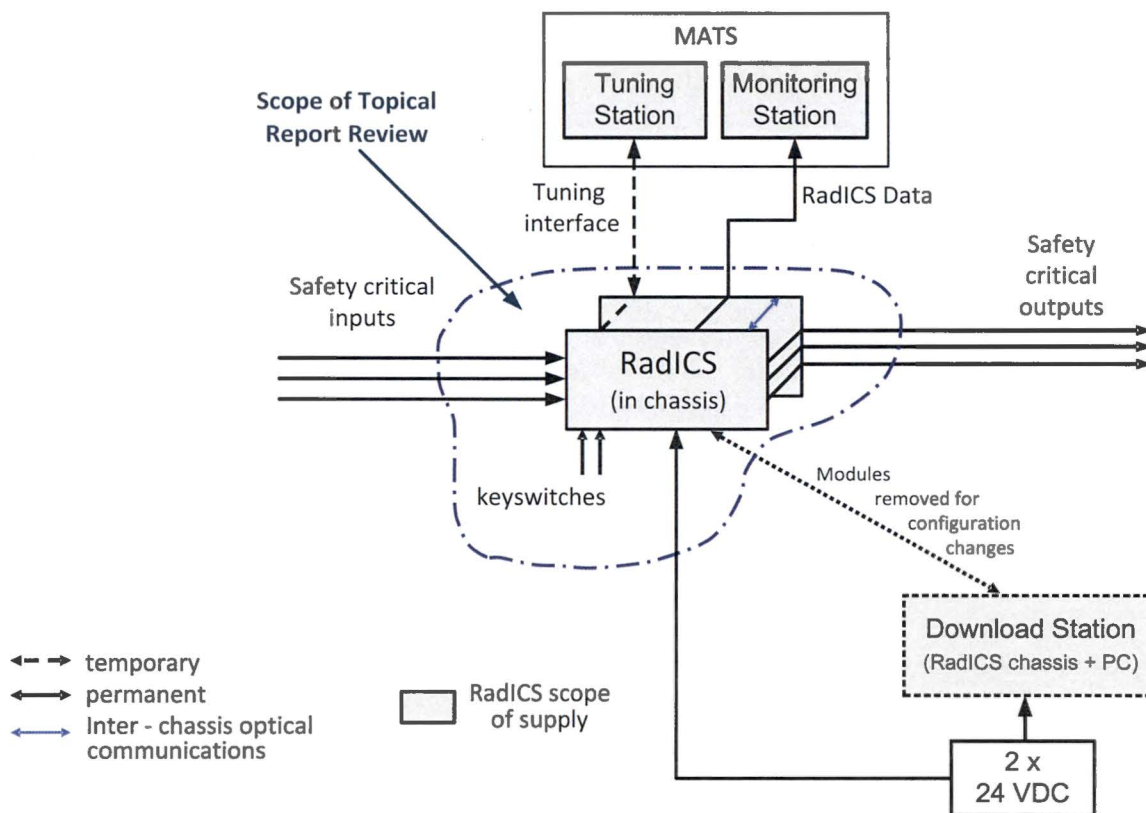 MATS
Tuning
Station
Monitoring
Station
Scope of Topical
Report Review
Tuning
interface
RadICS Data
Safety critical
inputs
Safety
critical
outputs
RadICS
(in chassis)
keyswitches
Modules
removed for
configuration
changes
Download Station
(RadICS chassis + PC)
temporary
permanent
Inter - chassis optical
communications
RadICS scope
of supply
2 x
24 VDC